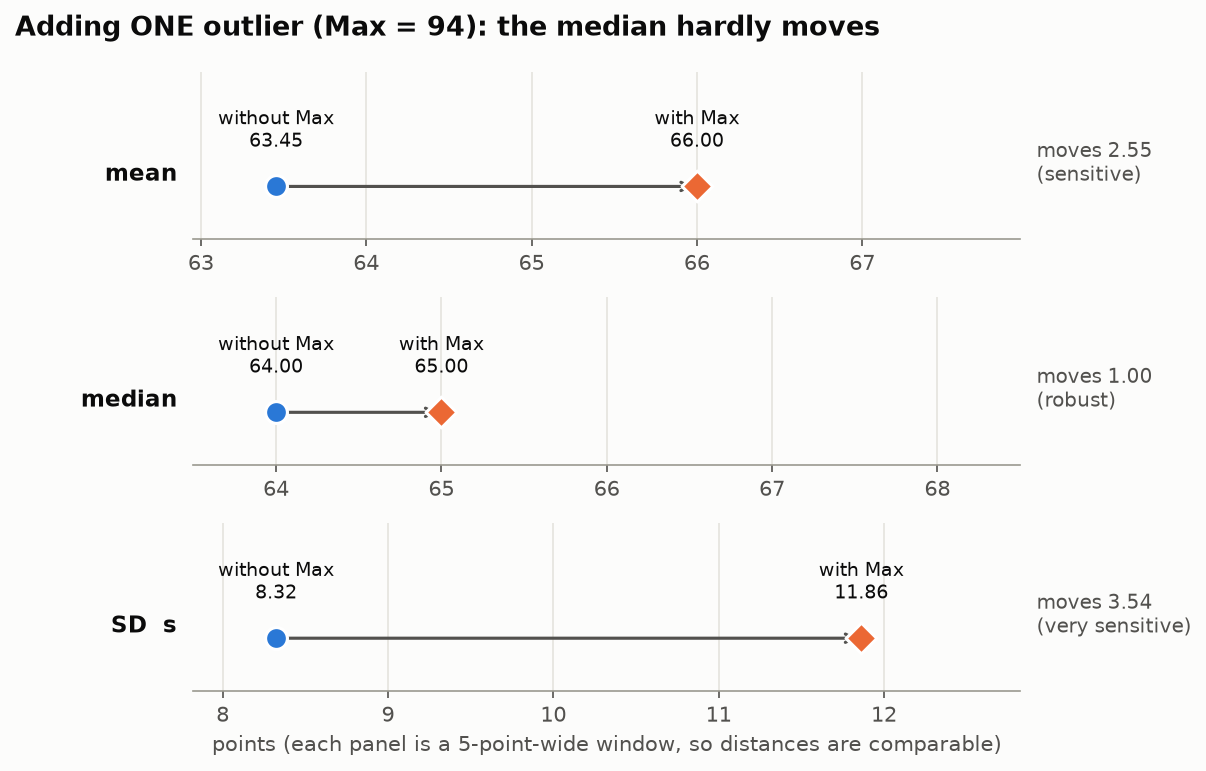 Adding ONE outlier (Max = 94): the median hardly moves
without Max
63.45
with Max
66.00
mean
moves 2.55
(sensitive)
63 64 65 66 67
without Max
64.00
with Max
65.00
median
moves 1.00
(robust)
64 65 66 67 68
without Max
8.32
with Max
11.86
SD s
moves 3.54
(very sensitive)
8 9 10 11 12
points (each panel is a 5-point-wide window, so distances are comparable)